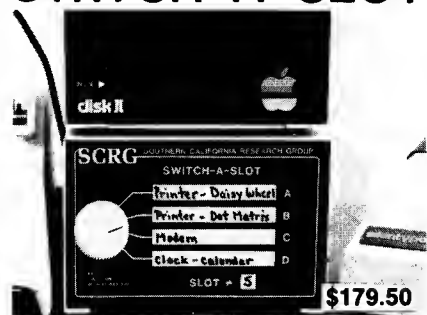 SWITCH-A-SLOT
disk II
SCRG SOUTHERN CALIFORNIA RESEARCH GROUP
SWITCH-A-SLOT
Printer - Daisy Wheel A
Printer - Dot Matrix B
Modem C
Clock - calendar D
SLOT # 5
$179.50